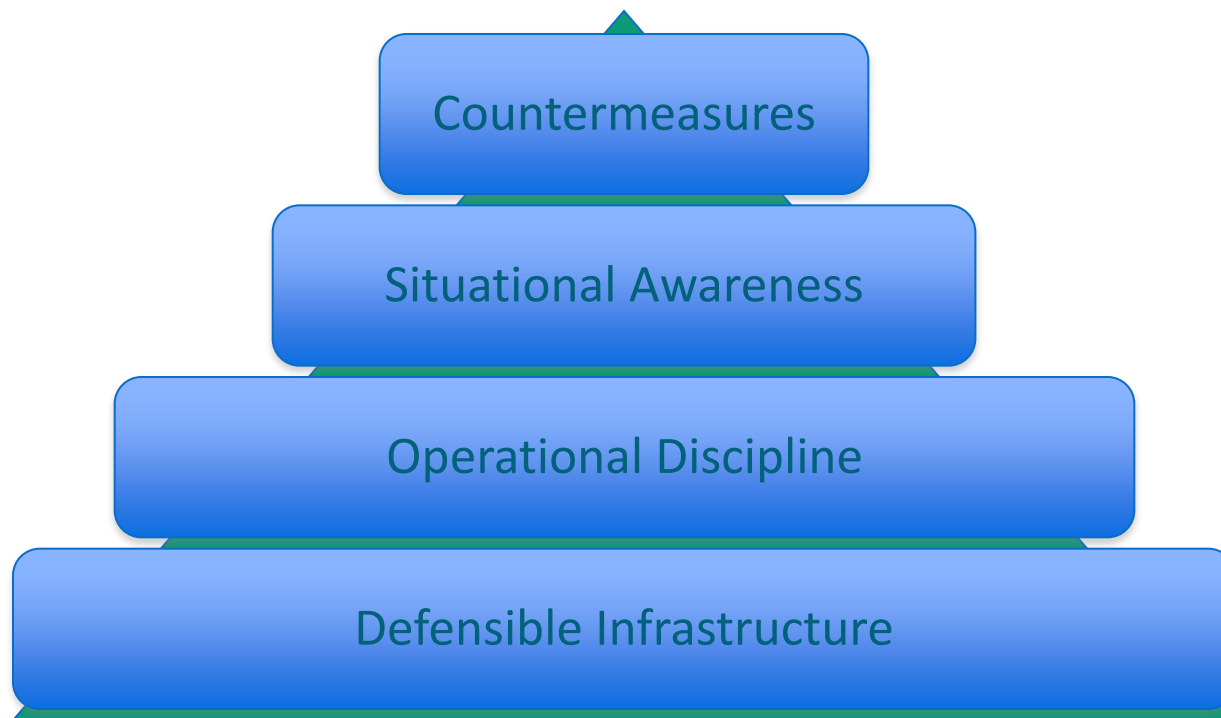 Countermeasures
Situational Awareness
Operational Discipline
Defensible Infrastructure